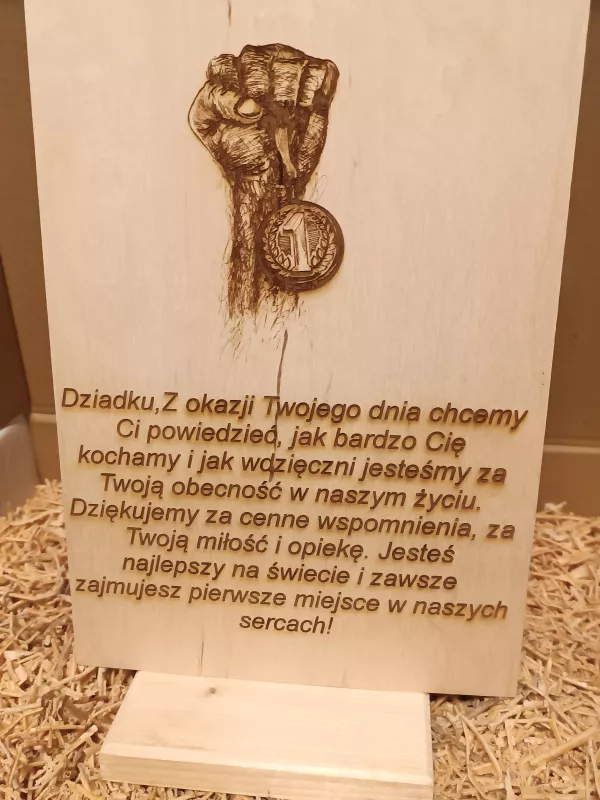 1
Dziadku,Z okazji Twojego dnia chcemy
Ci powiedzieć, jak bardzo Cię
kochamy i jak wdzięczni jesteśmy za
Twoją obecność w naszym życiu.
Dziękujemy za cenne wspomnienia, za
Twoją miłość i opiekę. Jesteś
najlepszy na świecie i zawsze
zajmujesz pierwsze miejsce w naszych
sercach!